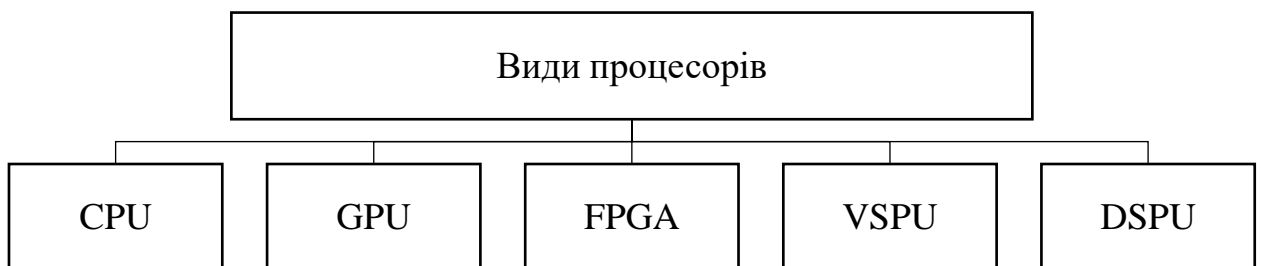 Види процесорів
CPU
GPU
FPGA
VSPU
DSPU